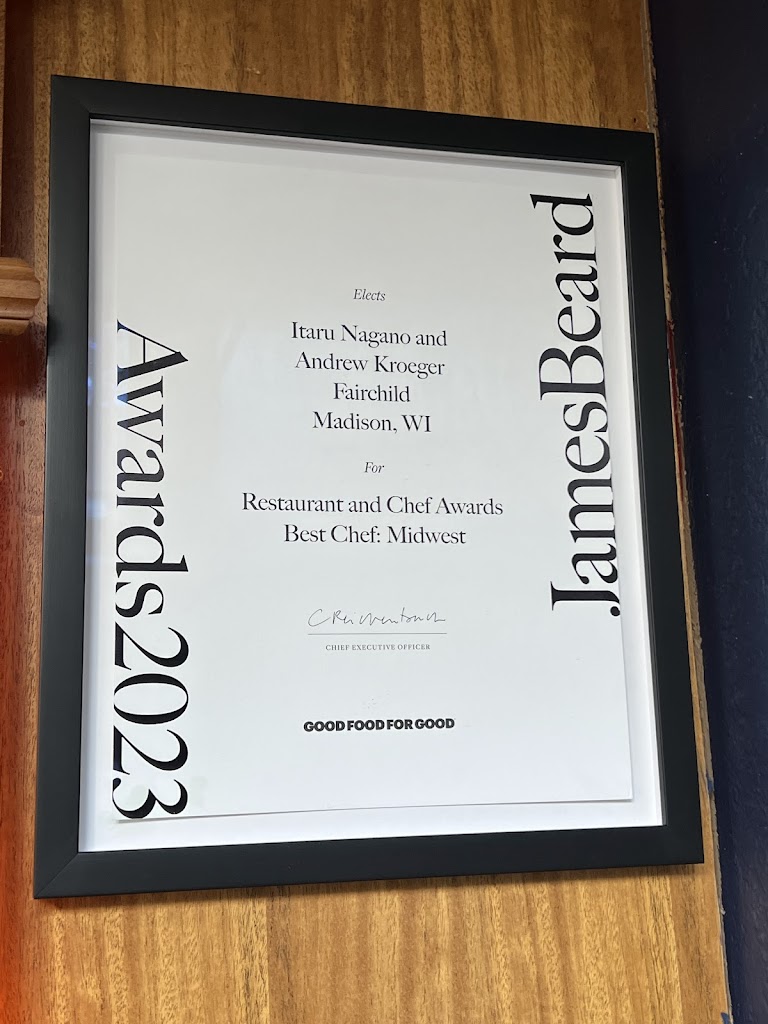 JamesBeard
Awards2023
Elects
Itaru Nagano and
Andrew Kroeger
Fairchild
Madison, WI
For
Restaurant and Chef Awards
Best Chef: Midwest
CHIEF EXECUTIVE OFFICER
GOOD FOOD FOR GOOD